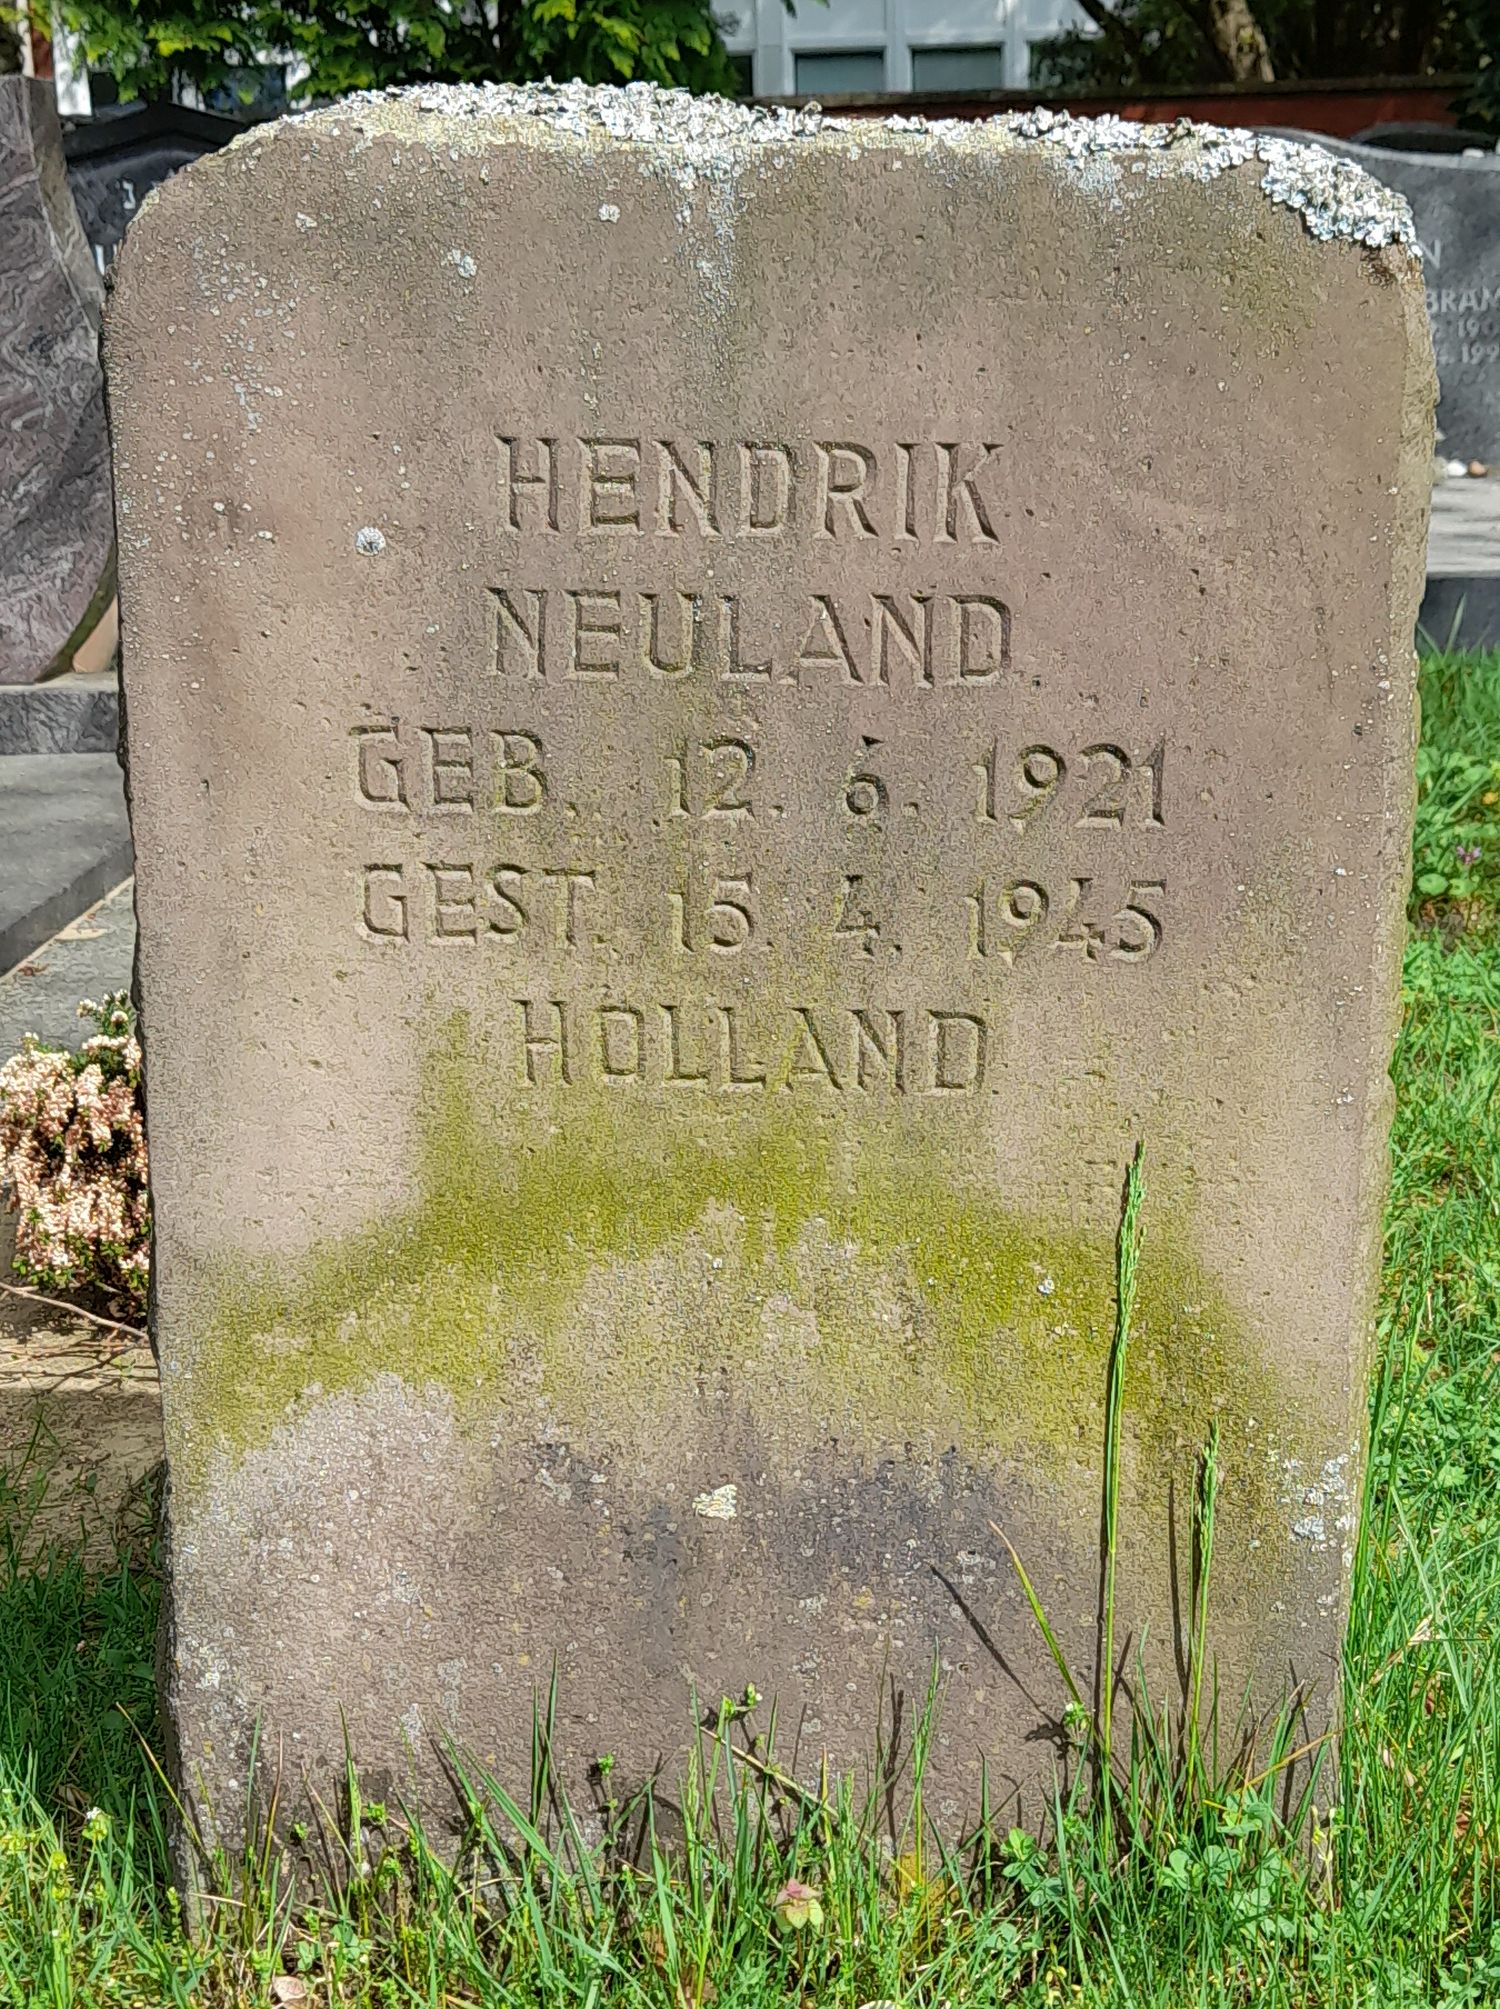 HENDRIK
NEULAND
GEB. 12. 6. 1921
GEST. 15. 4. 1945
HOLLAND